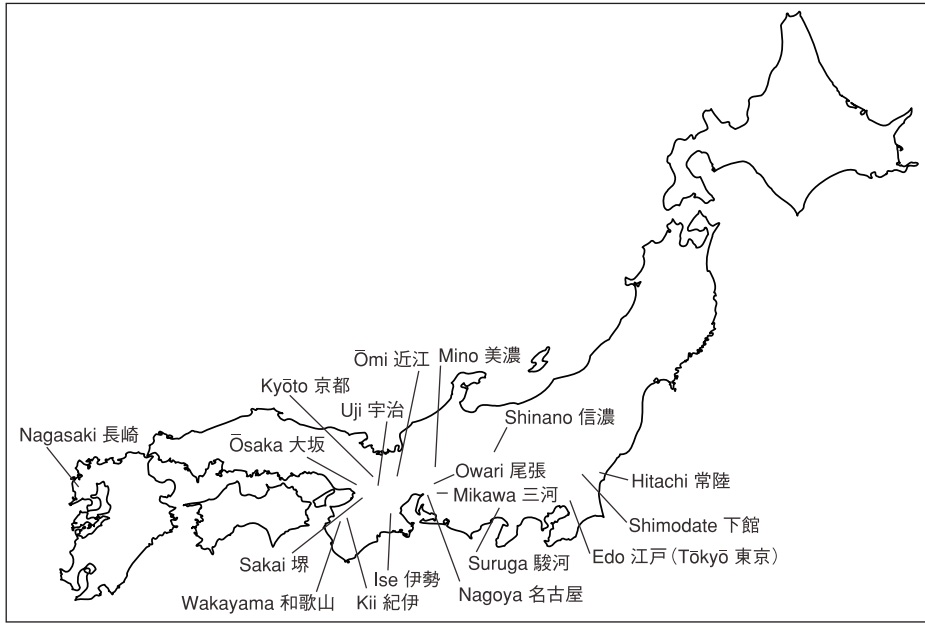 Ōmi 近江
Mino 美濃
Kyōto 京都
Uji 宇治
Shinano 信濃
Nagasaki 長崎
Ōsaka 大坂
Owari 尾張
Hitachi 常陸
Mikawa 三河
Shimodate 下館
Sakai 堺
Suruga 駿河
Edo 江戸(Tōkyō 東京)
Ise 伊勢
Nagoya 名古屋
Wakayama 和歌山
Kii 紀伊